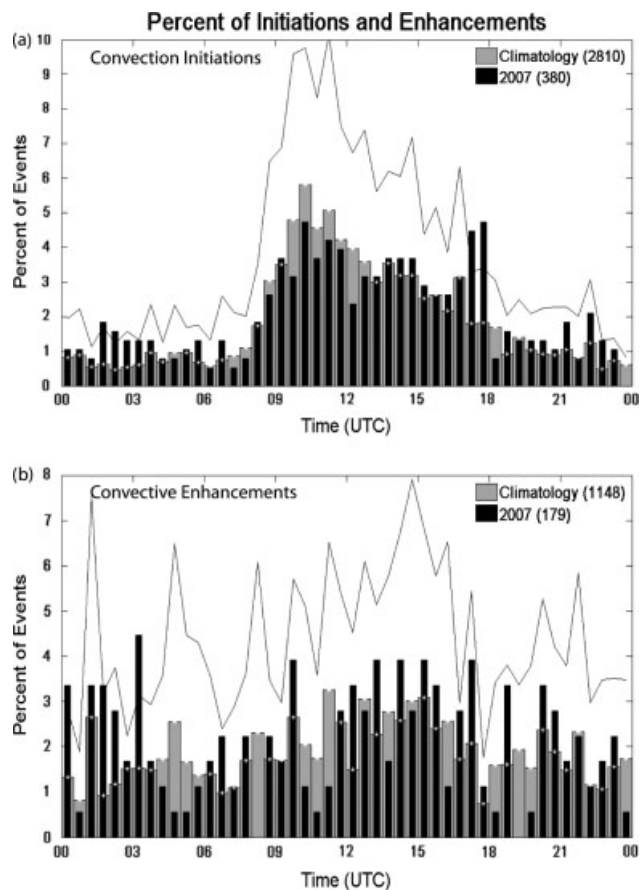 Percent of Initiations and Enhancements
(a)
Convection Initiations
Climatology (2810)
2007 (380)
Percent of Events
10
9
8
7
6
5
4
3
2
1
0
00 03 06 09 12 15 18 21 00
Time (UTC)
(b)
Convective Enhancements
Climatology (1148)
2007 (179)
Percent of Events
8
7
6
5
4
3
2
1
0
00 03 06 09 12 15 18 21 00
Time (UTC)